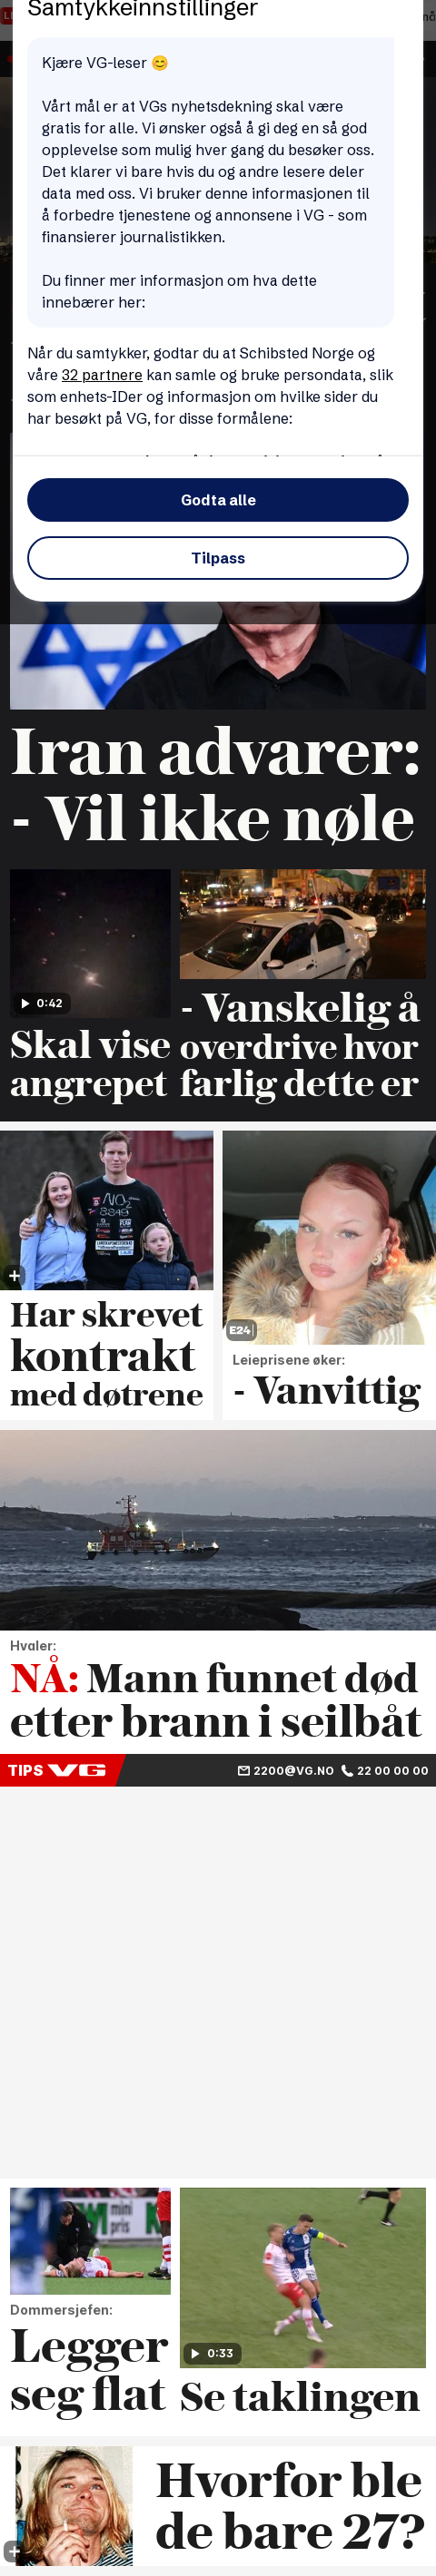 Samtykkeinnstillinger
Kjære VG-leser 😊
Vårt mål er at VGs nyhetsdekning skal være
gratis for alle. Vi ønsker også å gi deg en så god
opplevelse som mulig hver gang du besøker oss.
Det klarer vi bare hvis du og andre lesere deler
data med oss. Vi bruker denne informasjonen til
å forbedre tjenestene og annonsene i VG - som
finansierer journalistikken.
Du finner mer informasjon om hva dette
innebærer her:
Når du samtykker, godtar du at Schibsted Norge og
våre 32 partnere kan samle og bruke persondata, slik
som enhets-IDer og informasjon om hvilke sider du
har besøkt på VG, for disse formålene:
Godta alle
Tilpass
Iran advarer:
- Vil ikke nøle
0:42
Skal vise
angrepet
- Vanskelig å
overdrive hvor
farlig dette er
Har skrevet
kontrakt
med døtrene
E24
Leieprisene øker:
- Vanvittig
Hvaler:
NÅ: Mann funnet død
etter brann i seilbåt
TIPS VG
2200@VG.NO
22 00 00 00
Dommersjefen:
Legger
seg flat
0:33
Se taklingen
Hvorfor ble
de bare 27?